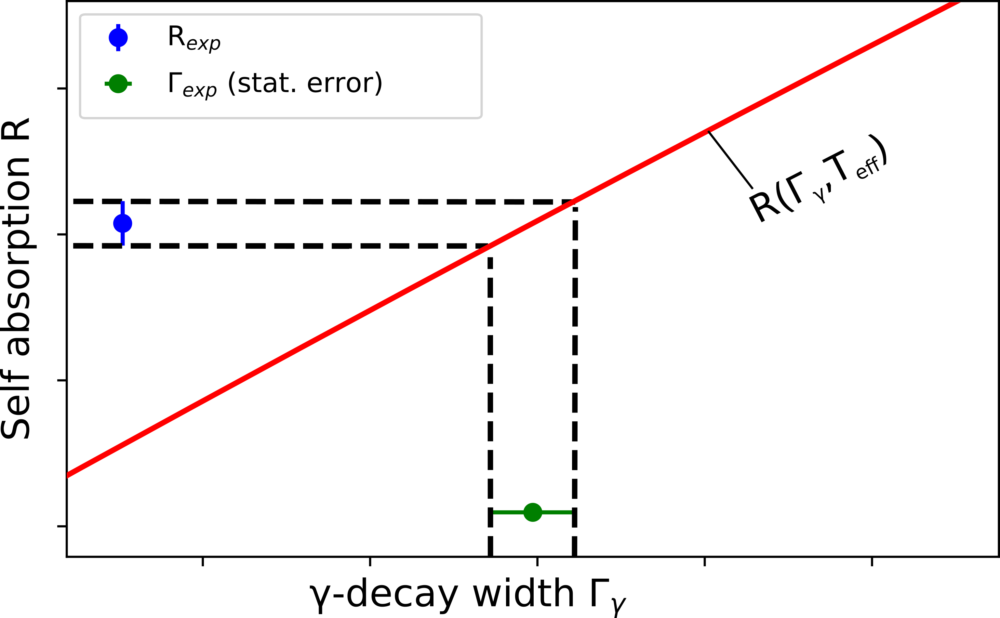 R_exp
Γ_exp (stat. error)
Self absorption R
R(Γ_γ,T_eff)
γ-decay width Γ_γ